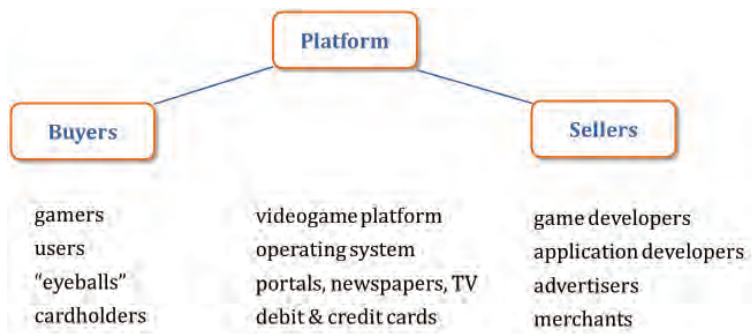 Platform
Buyers
Sellers
gamers videogame platform game developers
users operating system application developers
“eyeballs” portals, newspapers, TV advertisers
cardholders debit & credit cards merchants